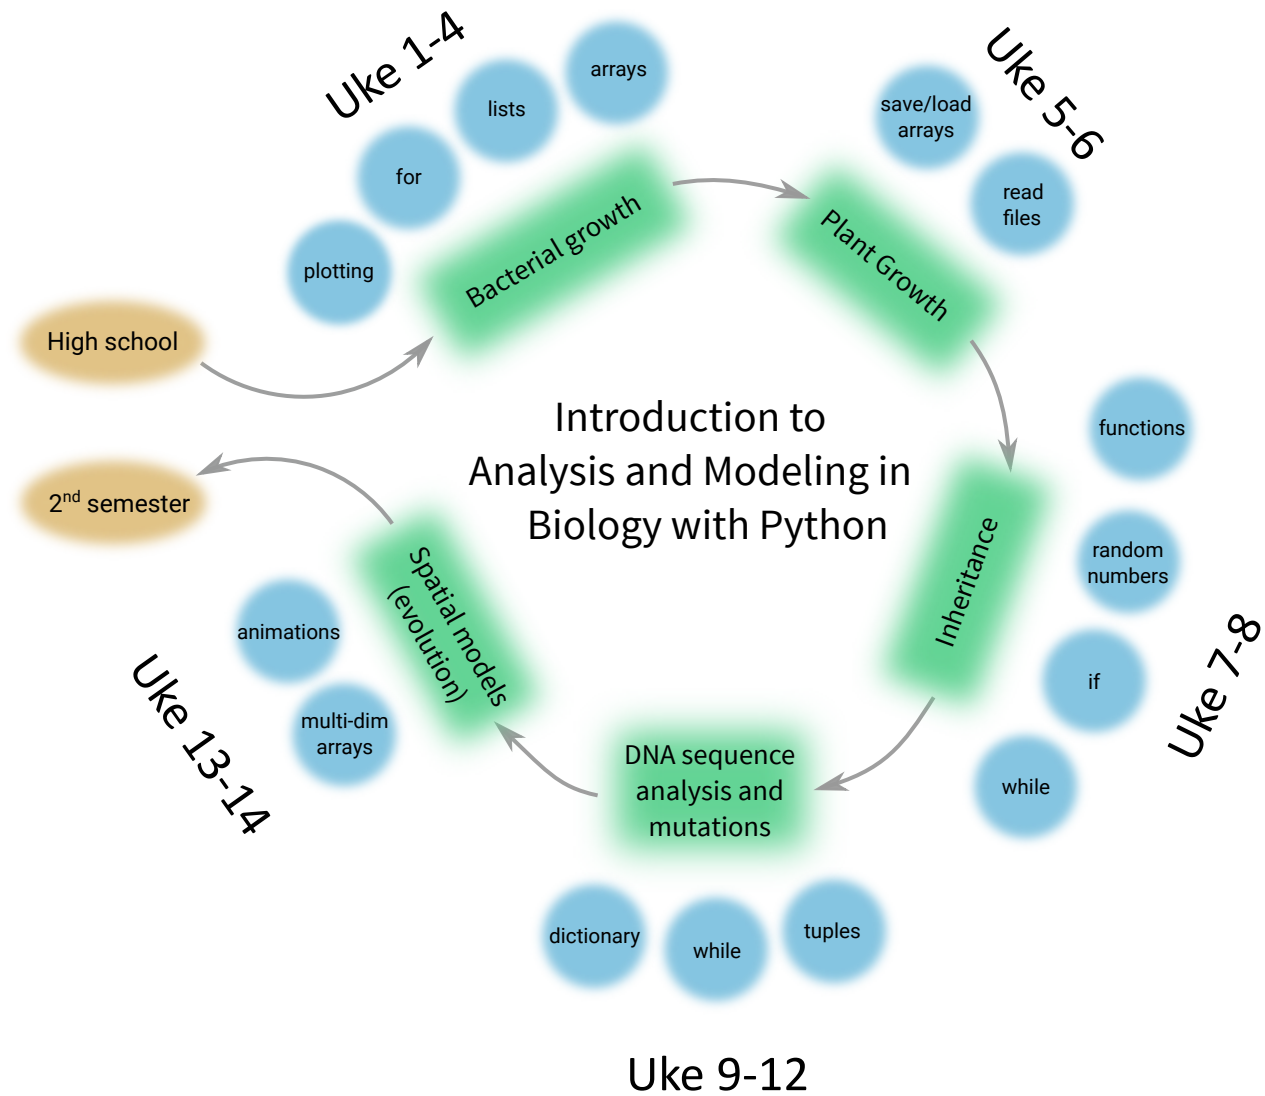 Uke 1-4
arrays
lists
for
plotting
Bacterial growth
Uke 5-6
save/load
arrays
read
files
Plant Growth
High school
2nd semester
Introduction to
Analysis and Modeling in
Biology with Python
functions
random
numbers
if
while
Uke 7-8
Inheritance
DNA sequence
analysis and
mutations
tuples
while
dictionary
Uke 9-12
Spatial models
(evolution)
animations
multi-dim
arrays
Uke 13-14